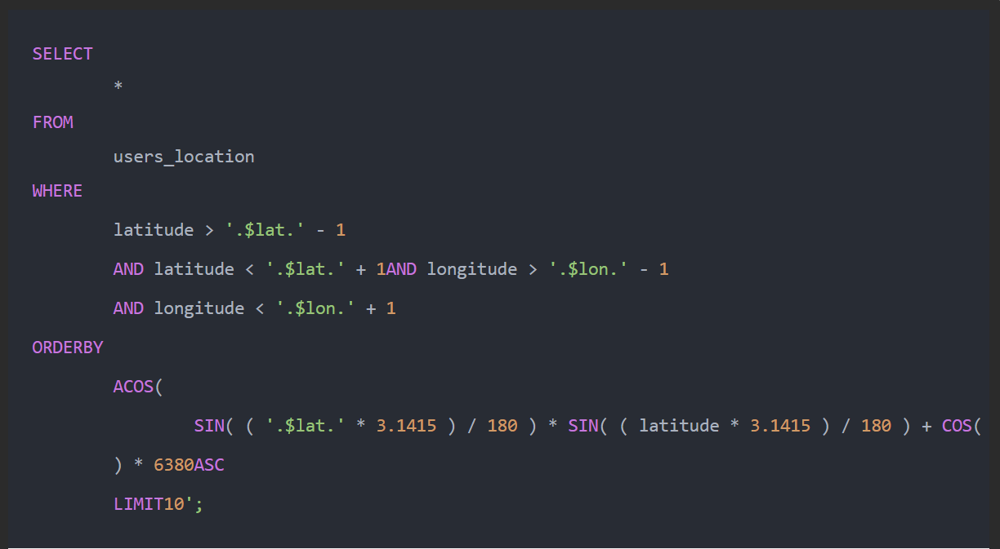 SELECT
*
FROM
users_location
WHERE
latitude > '.$lat.' - 1
AND latitude < '.$lat.' + 1AND longitude > '.$lon.' - 1
AND longitude < '.$lon.' + 1
ORDERBY
ACOS(
SIN( ( '.$lat.' * 3.1415 ) / 180 ) * SIN( ( latitude * 3.1415 ) / 180 ) + COS(
) * 6380ASC
LIMIT10';